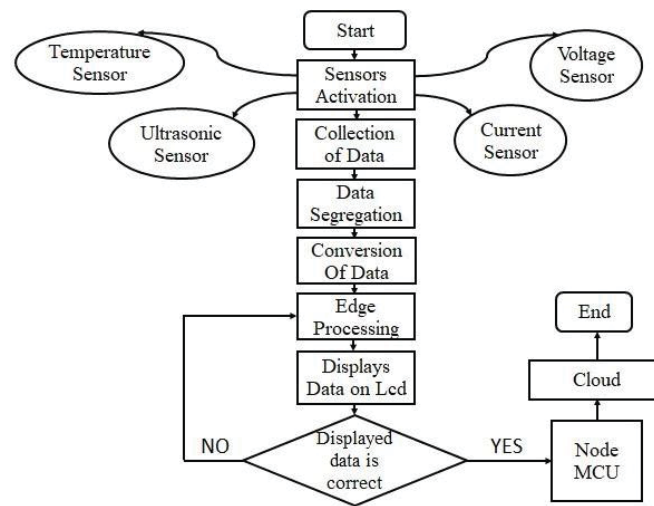 Start
Temperature
Sensor
Voltage
Sensor
Sensors
Activation
Ultrasonic
Sensor
Current
Sensor
Collection
of Data
Data
Segregation
Conversion
Of Data
Edge
Processing
End
Displays
Data on Lcd
Cloud
NO
Displayed
data is
correct
YES
Node
MCU